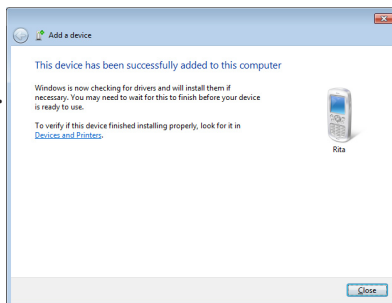 Add a device
This device has been successfully added to this computer
Windows is now checking for drivers and will install them if
necessary. You may need to wait for this to finish before your device
is ready to use.
To verify if this device finished installing properly, look for it in
Devices and Printers.
Rita
Close